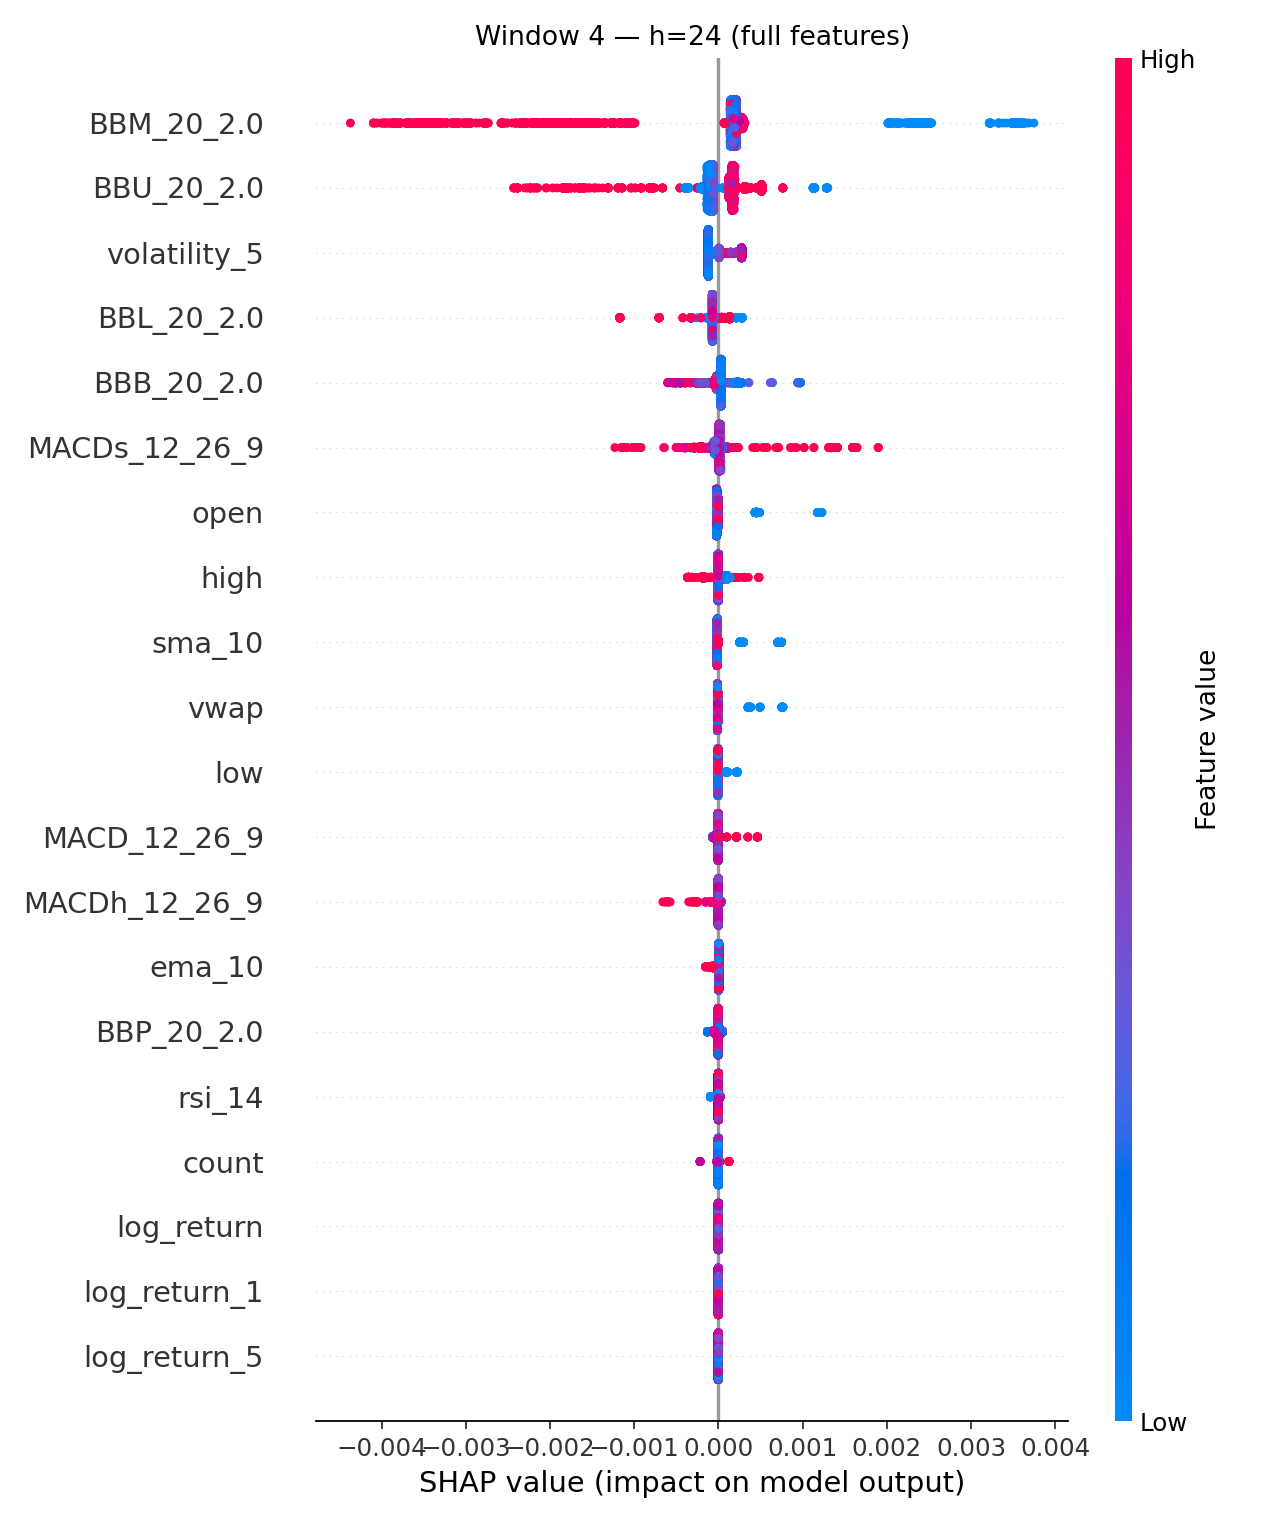 Window 4 — h=24 (full features)
High
BBM_20_2.0
BBU_20_2.0
volatility_5
BBL_20_2.0
BBB_20_2.0
MACDs_12_26_9
open
high
sma_10
vwap
low
MACD_12_26_9
MACDh_12_26_9
ema_10
BBP_20_2.0
rsi_14
count
log_return
log_return_1
log_return_5
Feature value
Low
−0.004 −0.003 −0.002 −0.001 0.000 0.001 0.002 0.003 0.004
SHAP value (impact on model output)